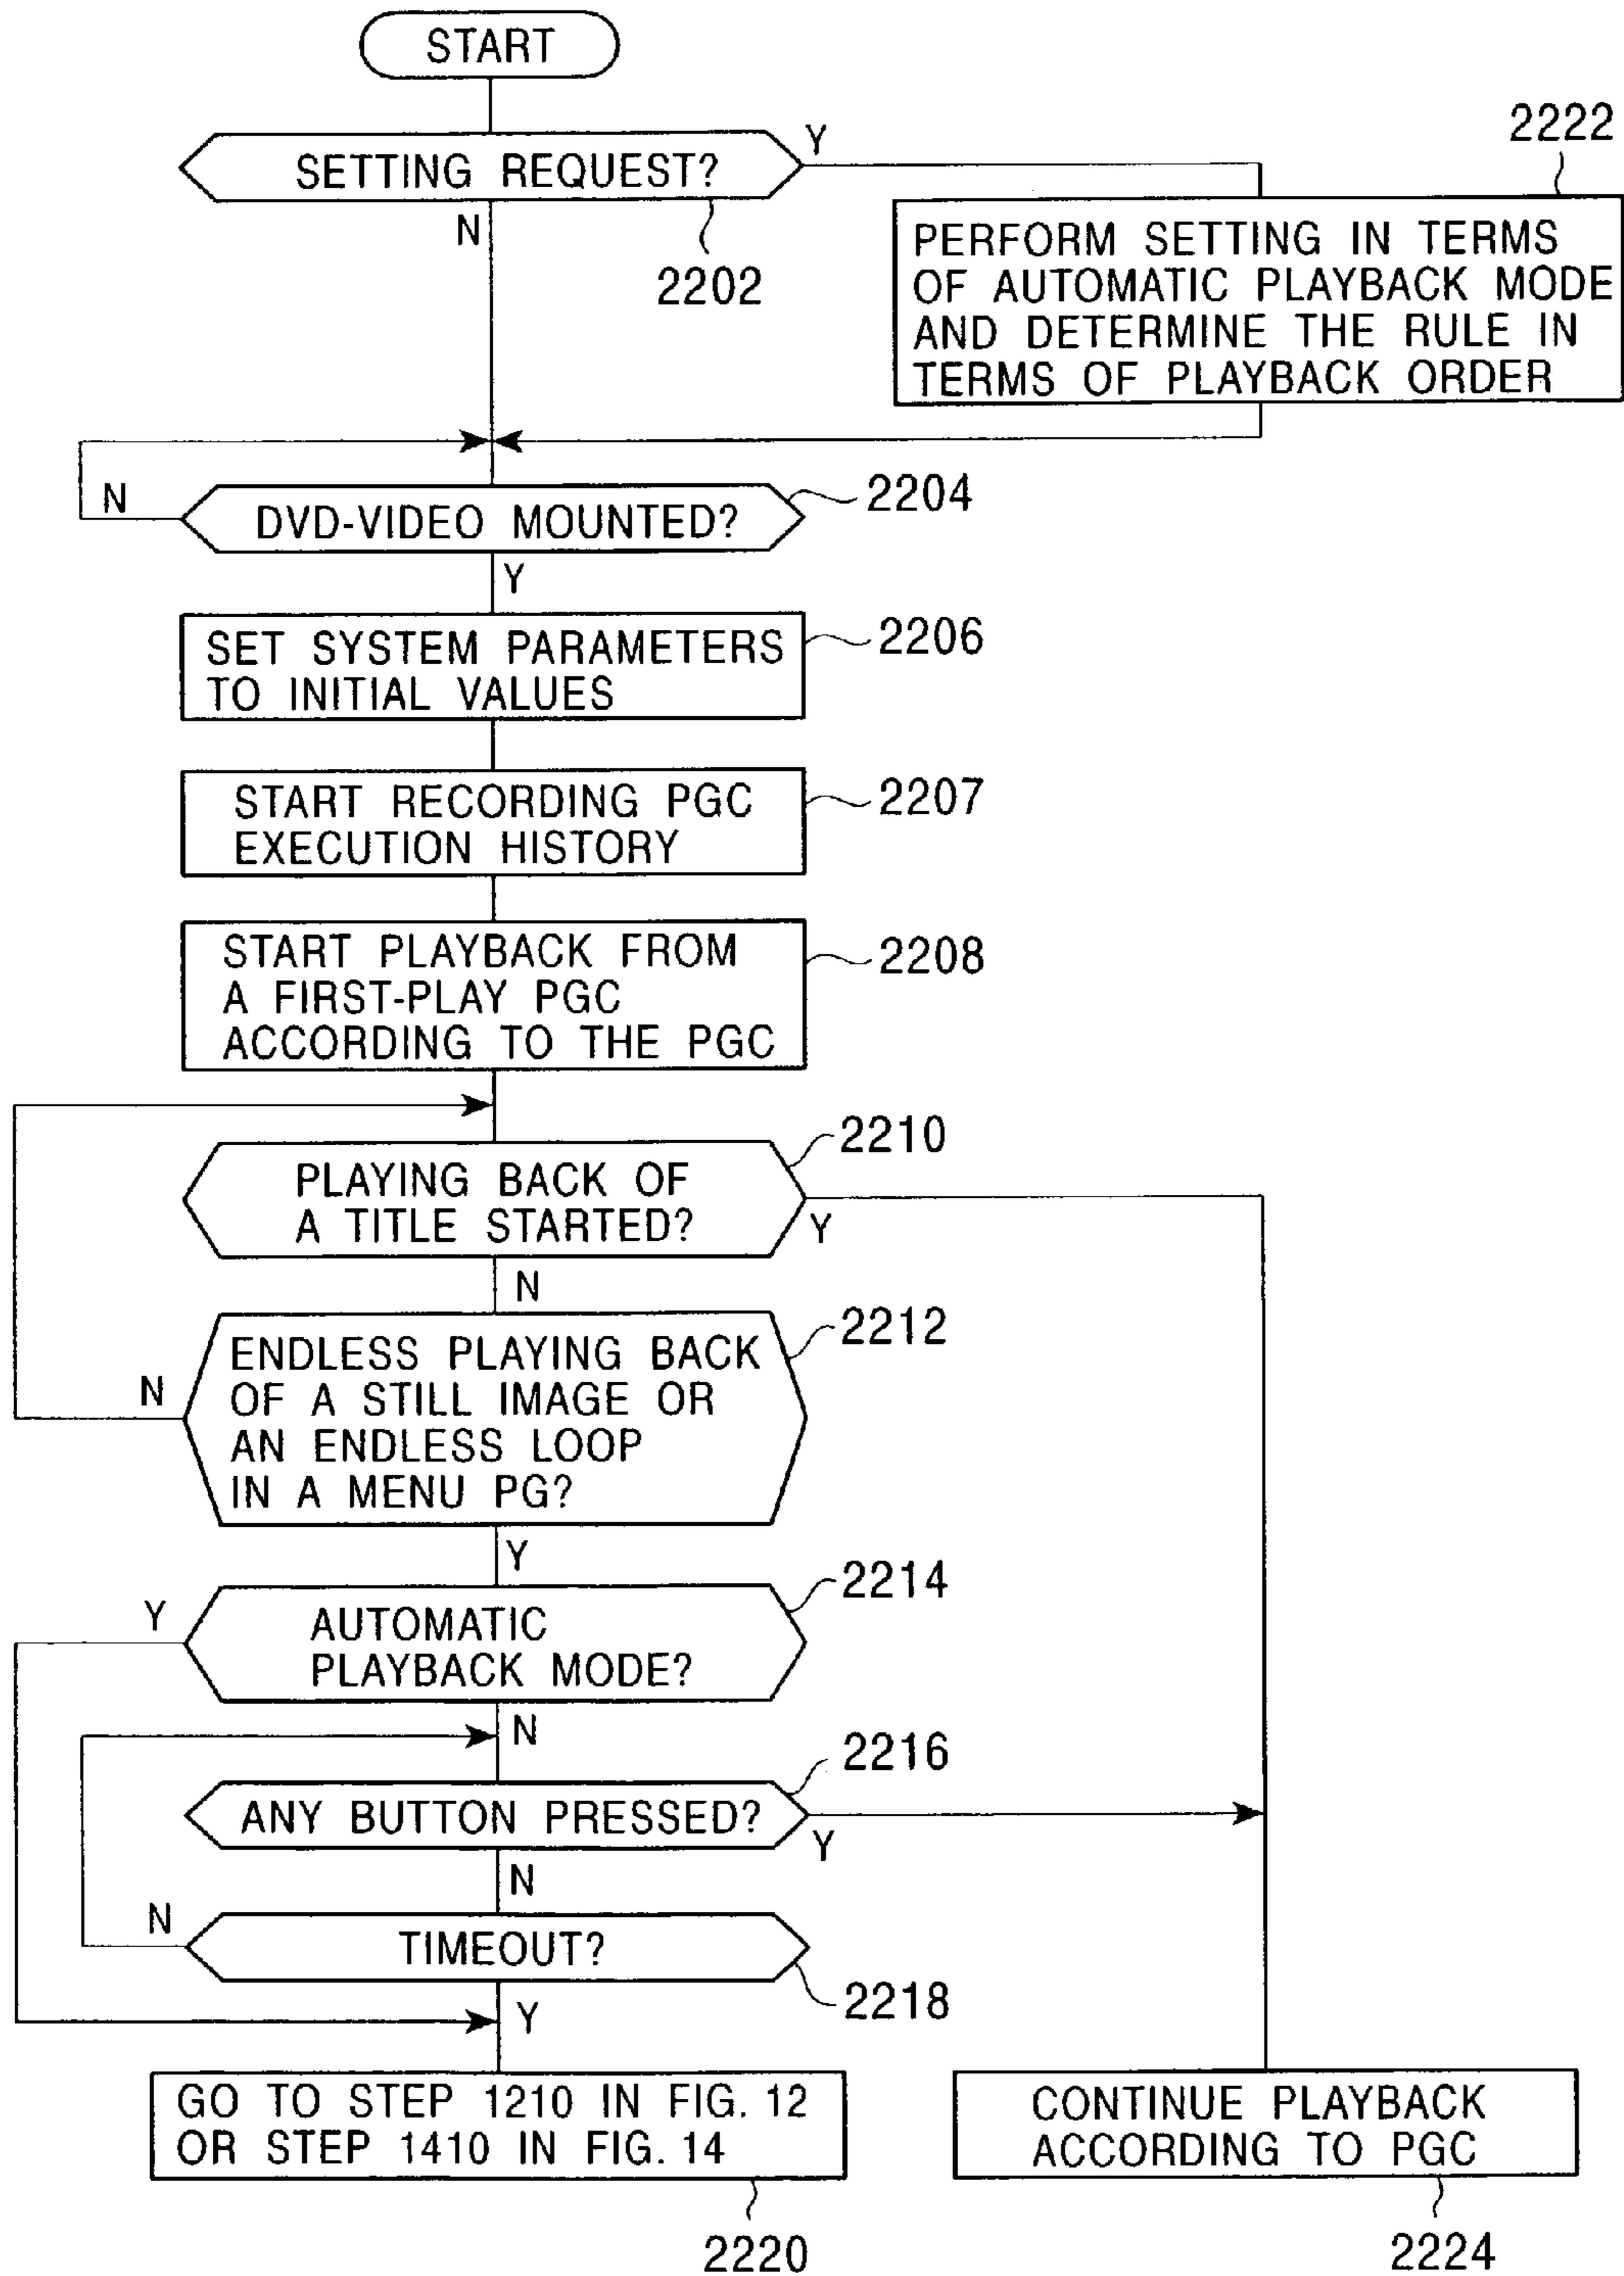 START
SETTING REQUEST?
Y
N
2202
2222
PERFORM SETTING IN TERMS
OF AUTOMATIC PLAYBACK MODE
AND DETERMINE THE RULE IN
TERMS OF PLAYBACK ORDER
N
DVD-VIDEO MOUNTED?
2204
Y
SET SYSTEM PARAMETERS
TO INITIAL VALUES
2206
START RECORDING PGC
EXECUTION HISTORY
2207
START PLAYBACK FROM
A FIRST-PLAY PGC
ACCORDING TO THE PGC
2208
PLAYING BACK OF
A TITLE STARTED?
2210
Y
N
ENDLESS PLAYING BACK
OF A STILL IMAGE OR
AN ENDLESS LOOP
IN A MENU PG?
2212
N
Y
AUTOMATIC
PLAYBACK MODE?
2214
Y
N
ANY BUTTON PRESSED?
2216
Y
N
TIMEOUT?
N
2218
Y
GO TO STEP 1210 IN FIG. 12
OR STEP 1410 IN FIG. 14
2220
CONTINUE PLAYBACK
ACCORDING TO PGC
2224